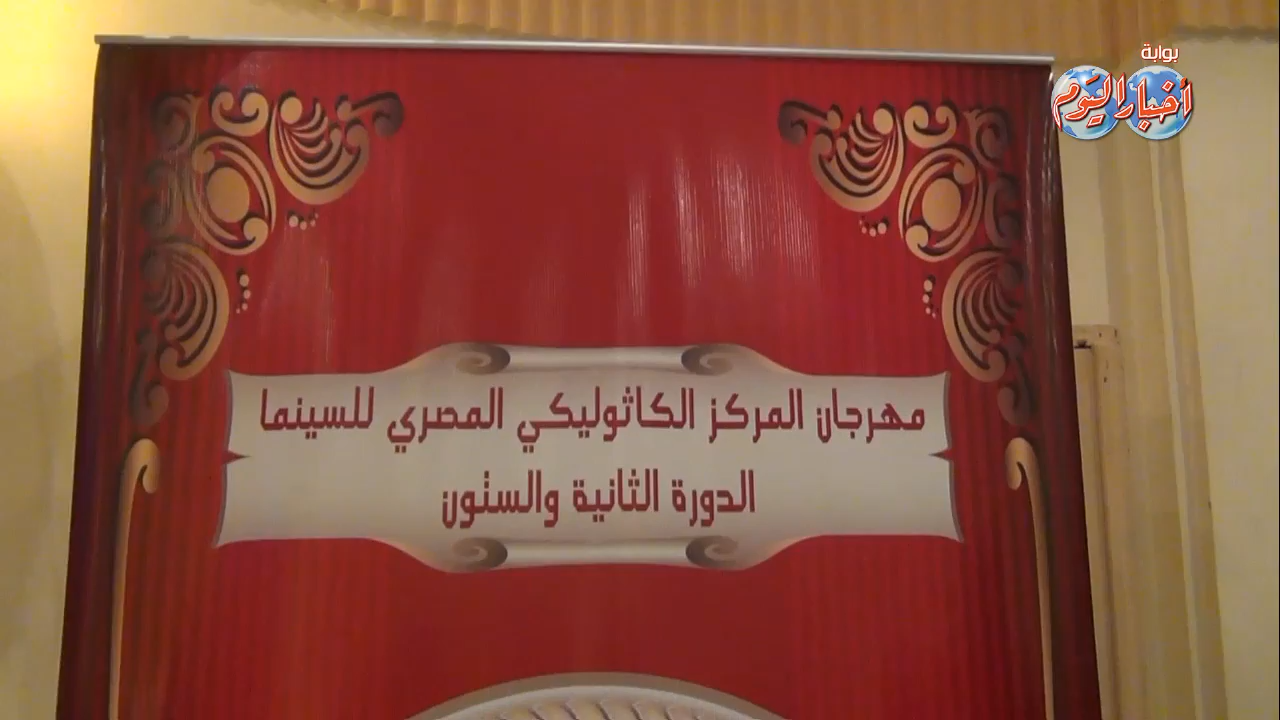 بوابة
أخبار اليوم
مهرجان المركز الكاثوليكي المصري للسينما
الدورة الثانية والستون